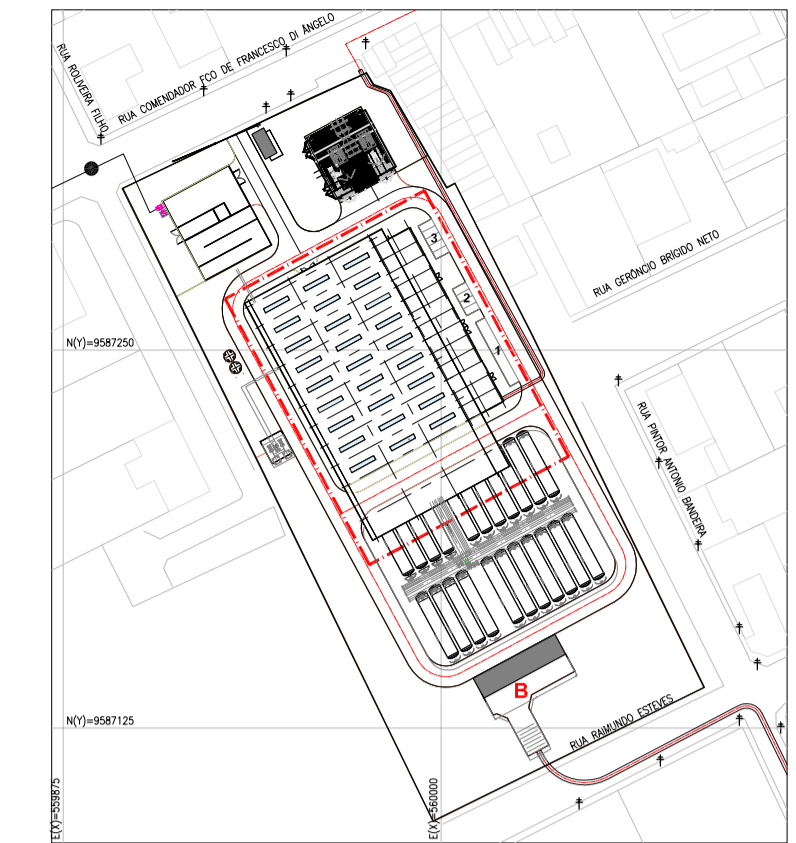 RUA ROLIVEIRA FILHO
RUA COMENDADOR FCO DE FRANCESCO DI ÂNGELO
3
RUA GERÔNCIO BRÍGIDO NETO
2
N(Y)=9587250
1
RUA PINTOR ANTONIO BANDEIRA
B
N(Y)=9587125
RUA RAIMUNDO ESTEVES
E(X)=559875
E(X)=560000